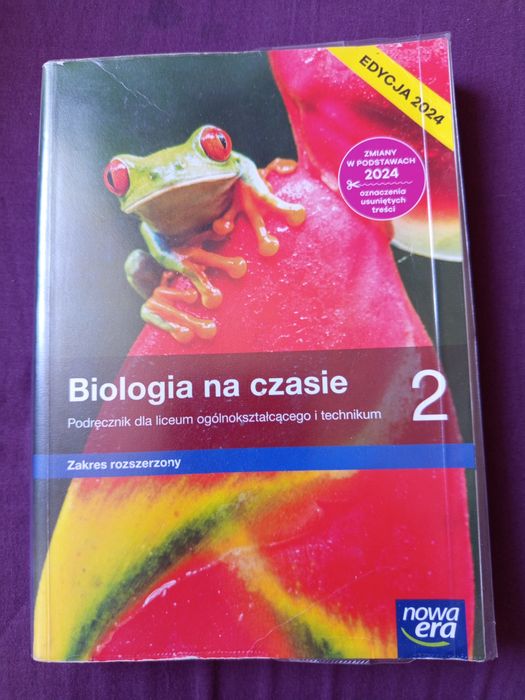 EDYCJA 2024
ZMIANY
W PODSTAWACH
2024
oznaczenia
usuniętych
treści
Biologia na czasie 2
Podręcznik dla liceum ogólnokształcącego i technikum
Zakres rozszerzony
nowa
era